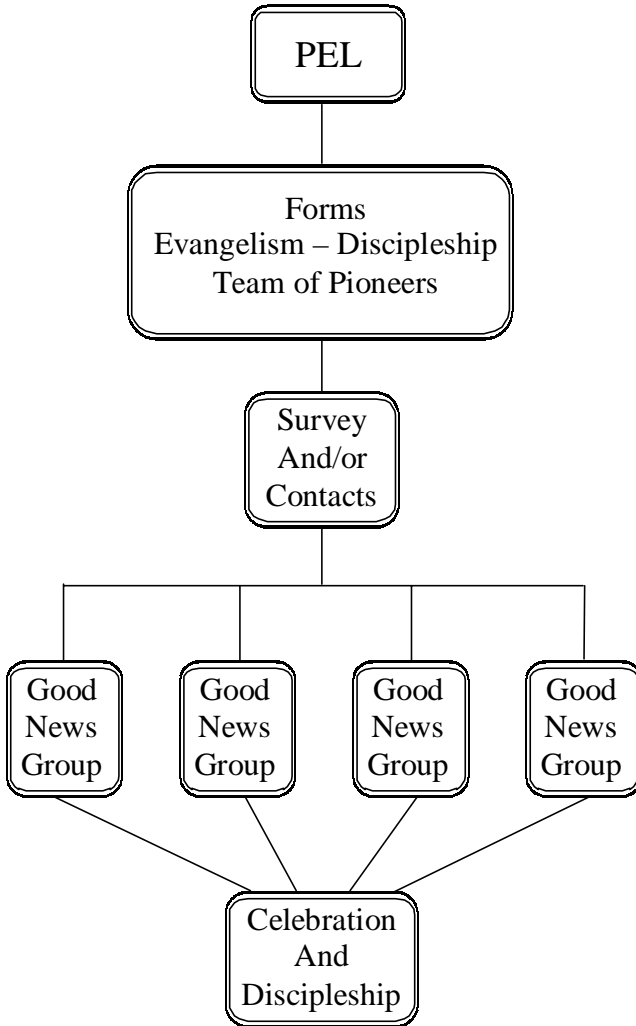 PEL
Forms
Evangelism – Discipleship
Team of Pioneers
Survey
And/or
Contacts
Good
News
Group
Good
News
Group
Good
News
Group
Good
News
Group
Celebration
And
Discipleship